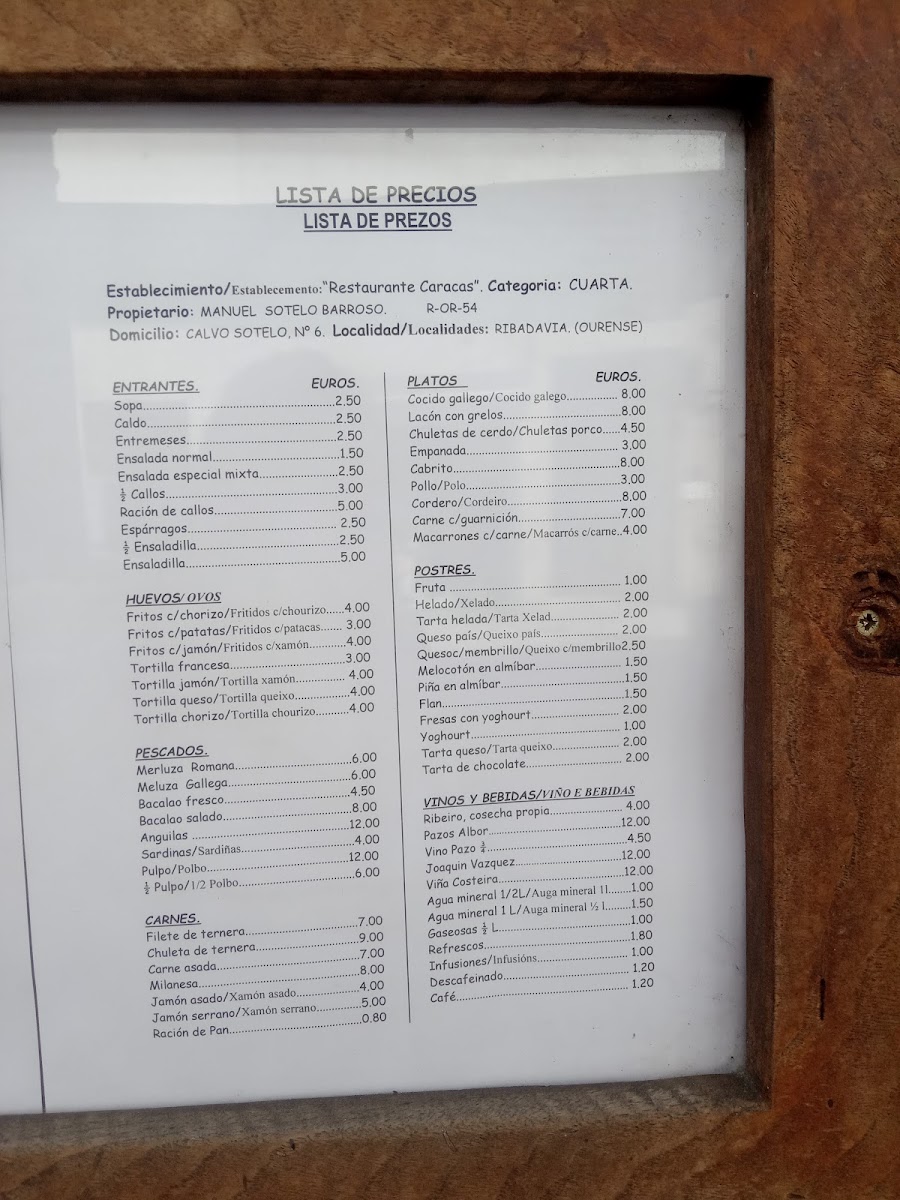 LISTA DE PRECIOS
LISTA DE PREZOS
Establecimiento/Establecemento:"Restaurante Caracas". Categoria: CUARTA.
Propietario: MANUEL SOTELO BARROSO. R-OR-54
Domicilio: CALVO SOTELO, Nº 6. Localidad/Localidades: RIBADAVIA. (OURENSE)
ENTRANTES. EUROS.
Sopa...2.50
Caldo...2.50
Entremeses...2.50
Ensalada normal...1.50
Ensalada especial mixta...2.50
½ Callos...3.00
Ración de callos...5.00
Espárragos... 2.50
½ Ensaladilla...2.50
Ensaladilla...5.00
HUEVOS/OVOS
Fritos c/chorizo/Fritidos c/chourizo......4.00
Fritos c/patatas/Fritidos c/patacas....... 3.00
Fritos c/jamón/Fritidos c/xamón..........4.00
Tortilla francesa...3.00
Tortilla jamón/Tortilla xamón... 4.00
Tortilla queso/Tortilla queixo...4.00
Tortilla chorizo/Tortilla chourizo..........4.00
PESCADOS.
Merluza Romana...6.00
Meluza Gallega...6.00
Bacalao fresco...4.50
Bacalao salado...8.00
Anguilas ...12.00
Sardinas/Sardiñas...4.00
Pulpo/Polbo...12.00
½ Pulpo/1/2 Polbo...6.00
CARNES.
Filete de ternera...7.00
Chuleta de ternera...9.00
Carne asada...7.00
Milanesa...8.00
Jamón asado/Xamón asado...4.00
Jamón serrano/Xamón serrano...5,00
Ración de Pan...0.80
PLATOS EUROS.
Cocido gallego/Cocido galego... 8.00
Lacón con grelos...8.00
Chuletas de cerdo/Chuletas porco.....4.50
Empanada... 3.00
Cabrito...8,00
Pollo/Polo...3.00
Cordero/Cordeiro...8,00
Carne c/guarnición...7.00
Macarrones c/carne/Macarrós c/carne..4.00
POSTRES.
Fruta ... 1,00
Helado/Xelado... 2.00
Tarta helada/Tarta Xelad... 2,00
Queso país/Queixo país... 2,00
Quesoc/membrillo/Queixo c/membrillo2,50
Melocotón en almíbar... 1.50
Piña en almíbar...1.50
Flan...1.50
Fresas con yoghourt... 2.00
Yoghourt... 1.00
Tarta queso/Tarta queixo... 2,00
Tarta de chocolate... 2.00
VINOS Y BEBIDAS/VIÑO E BEBIDAS
Ribeiro, cosecha propia... 4.00
Pazos Albor...12.00
Vino Pazo ¾... 4,50
Joaquin Vazquez...12,00
Viña Costeira...12.00
Agua mineral 1/2L/Auga mineral 1l.......1.00
Agua mineral 1 L/Auga mineral ½ l........1.50
Gaseosas ½ L...1.00
Refrescos...1.80
Infusiones/Infusións... 1.00
Descafeinado... 1.20
Café... 1.20